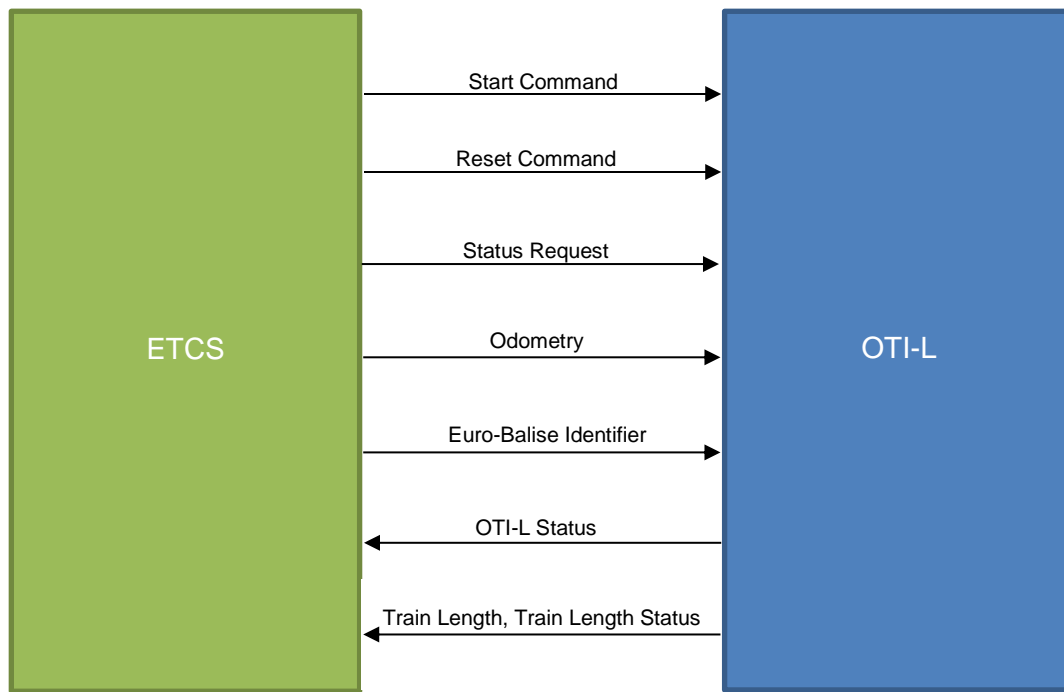 Start Command
Reset Command
Status Request
ETCS
Odometry
OTI-L
Euro-Balise Identifier
OTI-L Status
Train Length, Train Length Status